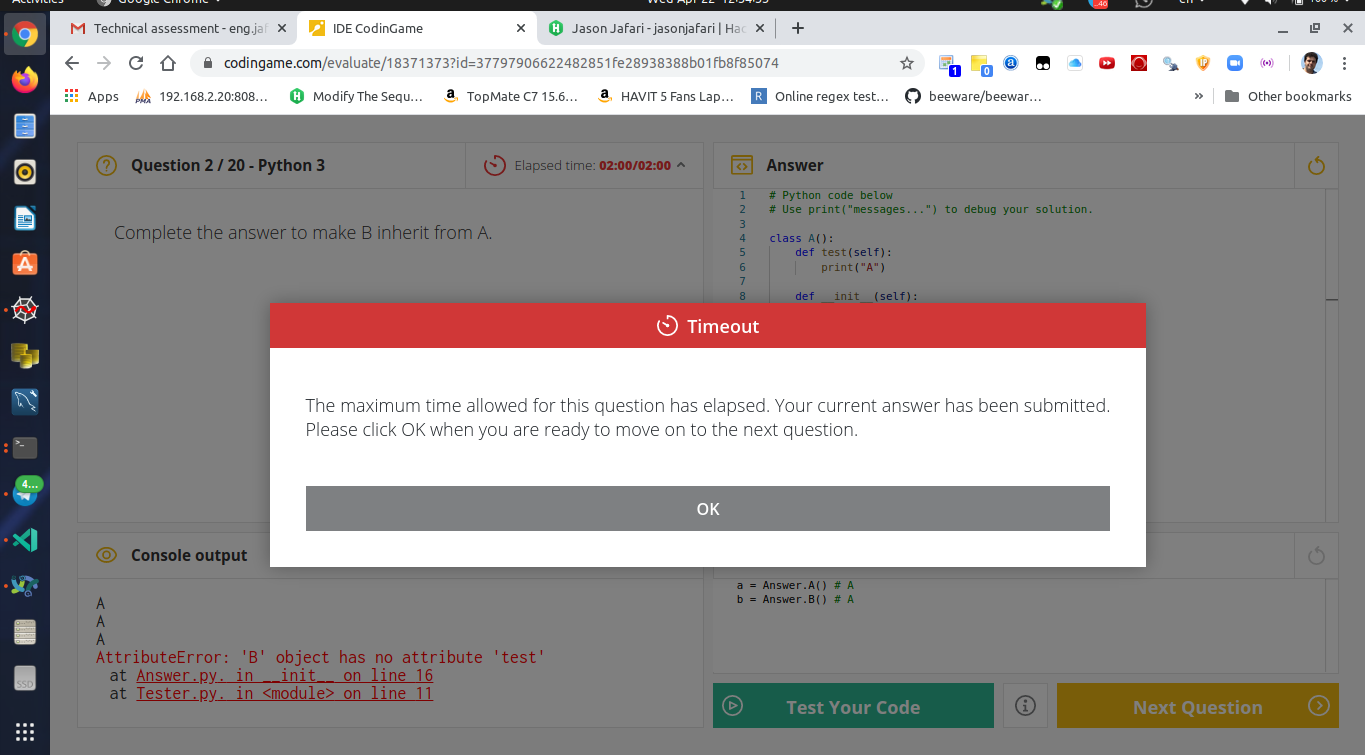 Activities
Google Chrome
Wed Apr 22
en
100 %
Technical assessment - eng.jaf
IDE CodinGame
Jason Jafari - jasonjafari | Hac
codingame.com/evaluate/18371373?id=37797906622482851fe28938388b01fb8f85074
1
0
Apps
192.168.2.20:808...
Modify The Sequ...
TopMate C7 15.6...
HAVIT 5 Fans Lap...
Online regex test...
beeware/beewar...
»
Other bookmarks
Question 2 / 20 - Python 3
Elapsed time: 02:00/02:00
Answer
Complete the answer to make B inherit from A.
1 # Python code below
2 # Use print("messages...") to debug your solution.
3
4 class A():
5 def test(self):
6 print("A")
7
8 def __init__(self):
Timeout
The maximum time allowed for this question has elapsed. Your current answer has been submitted.
Please click OK when you are ready to move on to the next question.
OK
4...
Console output
A
A
A
AttributeError: 'B' object has no attribute 'test'
at Answer.py. in __init__ on line 16
at Tester.py. in <module> on line 11
a = Answer.A() # A
b = Answer.B() # A
SSD
Test Your Code
Next Question